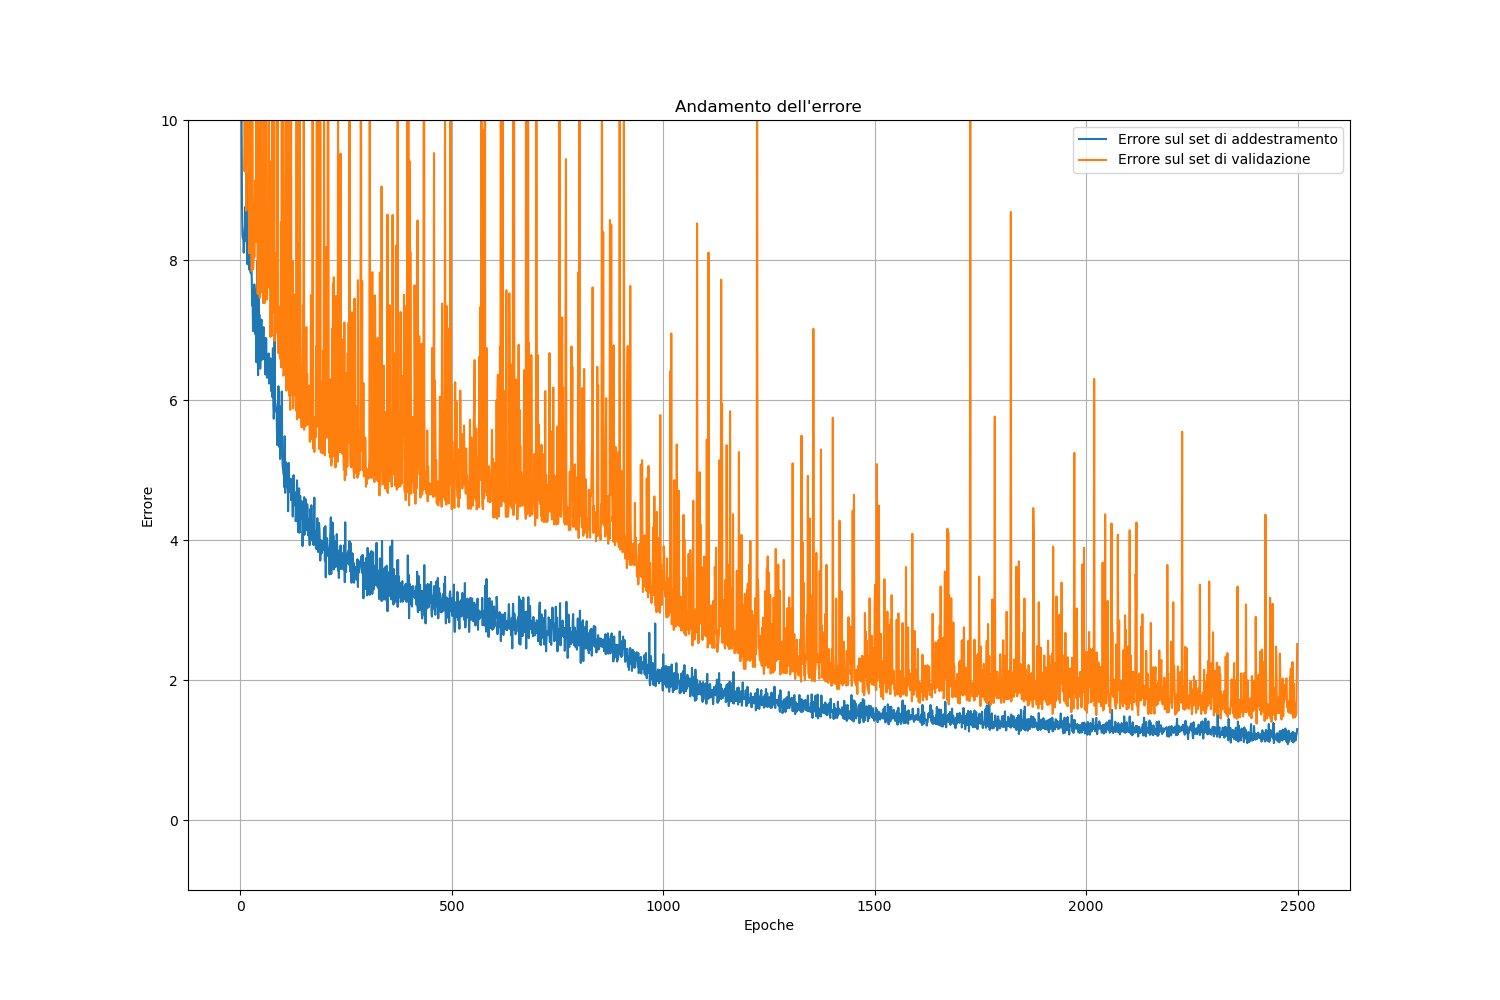 Andamento dell'errore
Errore sul set di addestramento
Errore sul set di validazione
10
8
6
4
2
0
Errore
0 500 1000 1500 2000 2500
Epoche